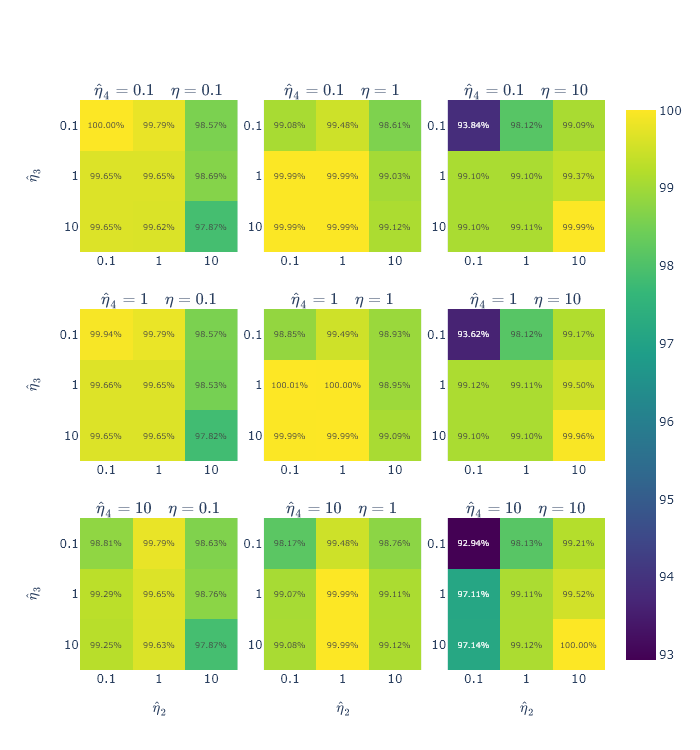 η̂₄ = 0.1 η = 0.1 η̂₄ = 0.1 η = 1 η̂₄ = 0.1 η = 10
100
0.1 100.00% 99.79% 98.57% 0.1 99.08% 99.48% 98.61% 0.1 93.84% 98.12% 99.09%
99
η̂₃ 1 99.65% 99.65% 98.69% 1 99.99% 99.99% 99.03% 1 99.10% 99.10% 99.37%
10 99.65% 99.62% 97.87% 10 99.99% 99.99% 99.12% 10 99.10% 99.11% 99.99%
0.1 1 10 0.1 1 10 0.1 1 10
98
η̂₄ = 1 η = 0.1 η̂₄ = 1 η = 1 η̂₄ = 1 η = 10
0.1 99.94% 99.79% 98.57% 0.1 98.85% 99.49% 98.93% 0.1 93.62% 98.12% 99.17%
97
η̂₃ 1 99.66% 99.65% 98.53% 1 100.01% 100.00% 98.95% 1 99.12% 99.11% 99.50%
96
10 99.65% 99.65% 97.82% 10 99.99% 99.99% 99.09% 10 99.10% 99.10% 99.96%
0.1 1 10 0.1 1 10 0.1 1 10
95
η̂₄ = 10 η = 0.1 η̂₄ = 10 η = 1 η̂₄ = 10 η = 10
0.1 98.81% 99.79% 98.63% 0.1 98.17% 99.48% 98.76% 0.1 92.94% 98.13% 99.21%
94
η̂₃ 1 99.29% 99.65% 98.76% 1 99.07% 99.99% 99.11% 1 97.11% 99.11% 99.52%
10 99.25% 99.63% 97.87% 10 99.08% 99.99% 99.12% 10 97.14% 99.12% 100.00%
93
0.1 1 10 0.1 1 10 0.1 1 10
η̂₂ η̂₂ η̂₂